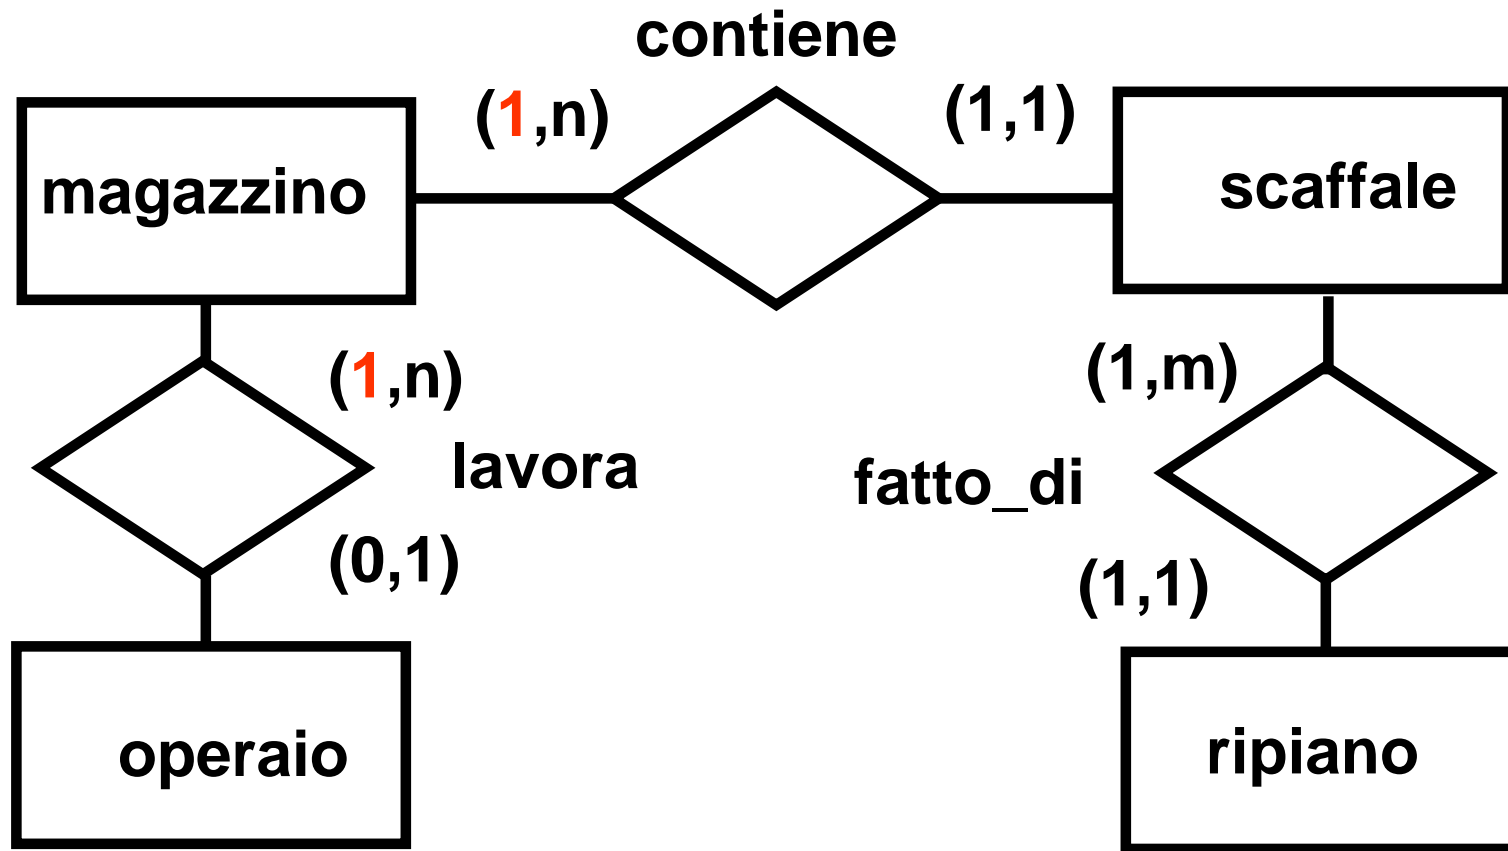 contiene
(1,n)
(1,1)
magazzino
scaffale
(1,n)
(1,m)
lavora
fatto_di
(0,1)
(1,1)
operaio
ripiano